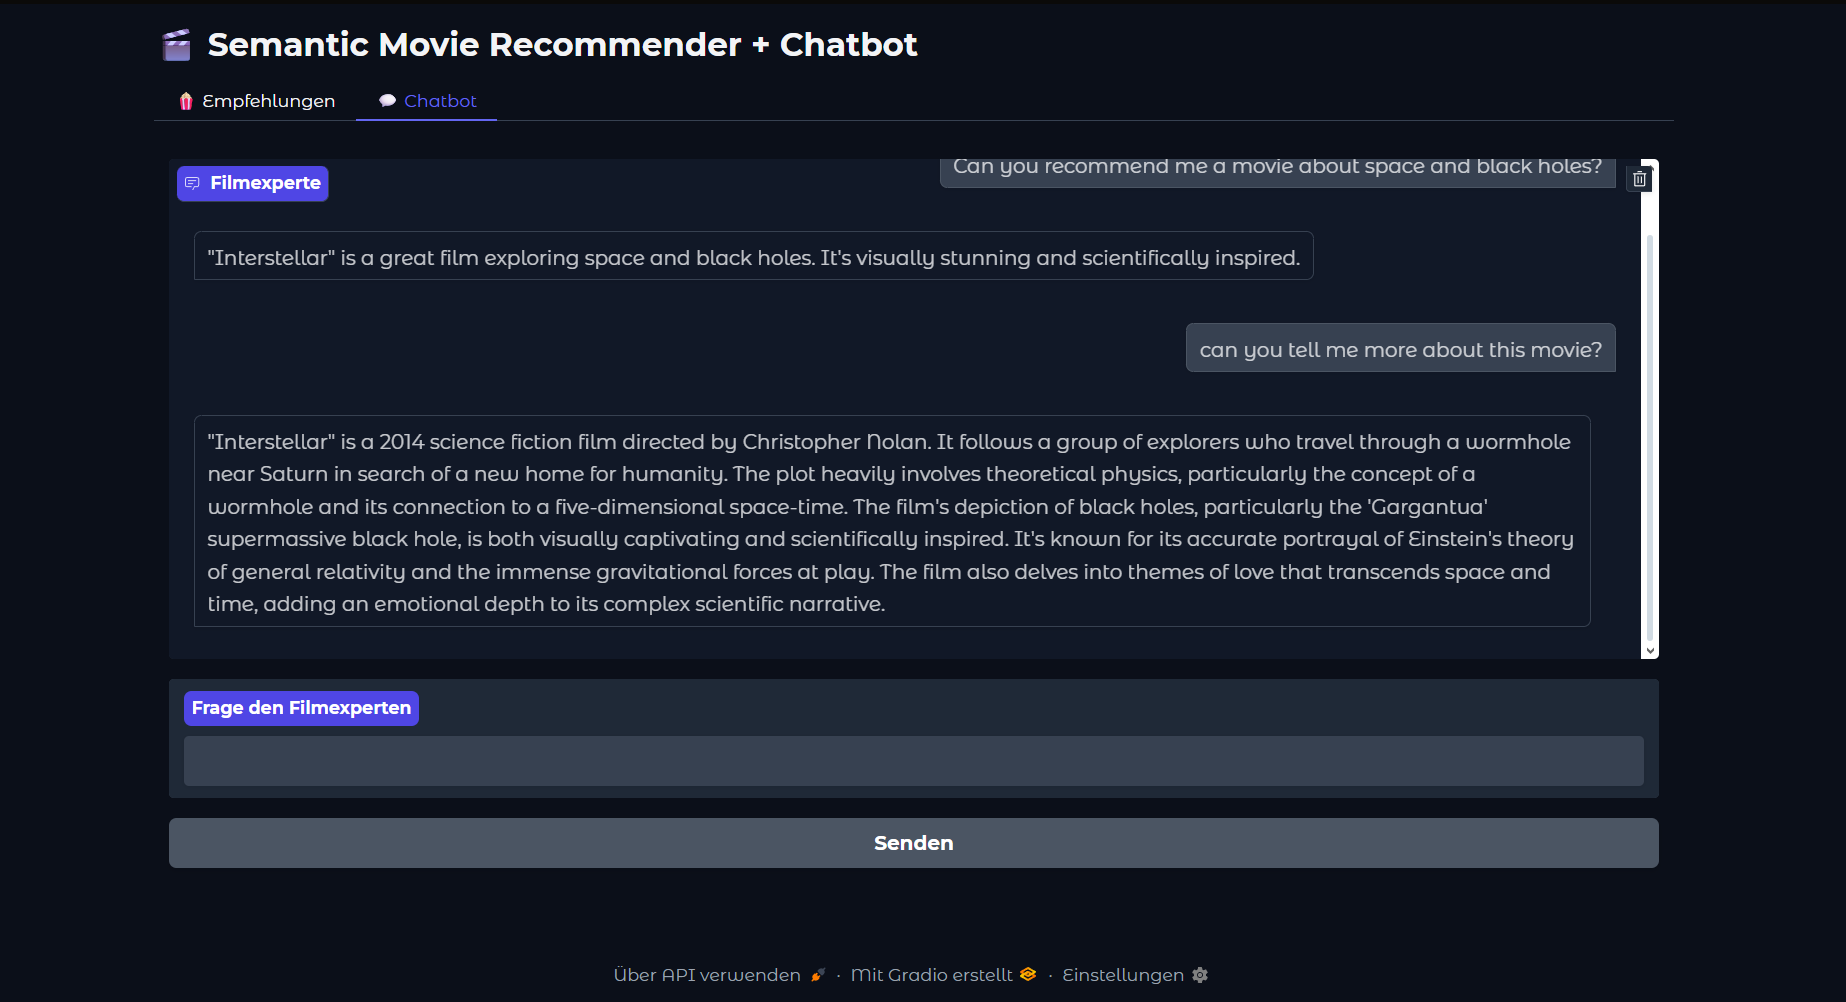 Semantic Movie Recommender + Chatbot
Empfehlungen
Chatbot
Filmexperte
Can you recommend me a movie about space and black holes?
"Interstellar" is a great film exploring space and black holes. It's visually stunning and scientifically inspired.
can you tell me more about this movie?
"Interstellar" is a 2014 science fiction film directed by Christopher Nolan. It follows a group of explorers who travel through a wormhole
near Saturn in search of a new home for humanity. The plot heavily involves theoretical physics, particularly the concept of a
wormhole and its connection to a five-dimensional space-time. The film's depiction of black holes, particularly the 'Gargantua'
supermassive black hole, is both visually captivating and scientifically inspired. It's known for its accurate portrayal of Einstein's theory
of general relativity and the immense gravitational forces at play. The film also delves into themes of love that transcends space and
time, adding an emotional depth to its complex scientific narrative.
Frage den Filmexperten
Senden
Über API verwenden · Mit Gradio erstellt · Einstellungen